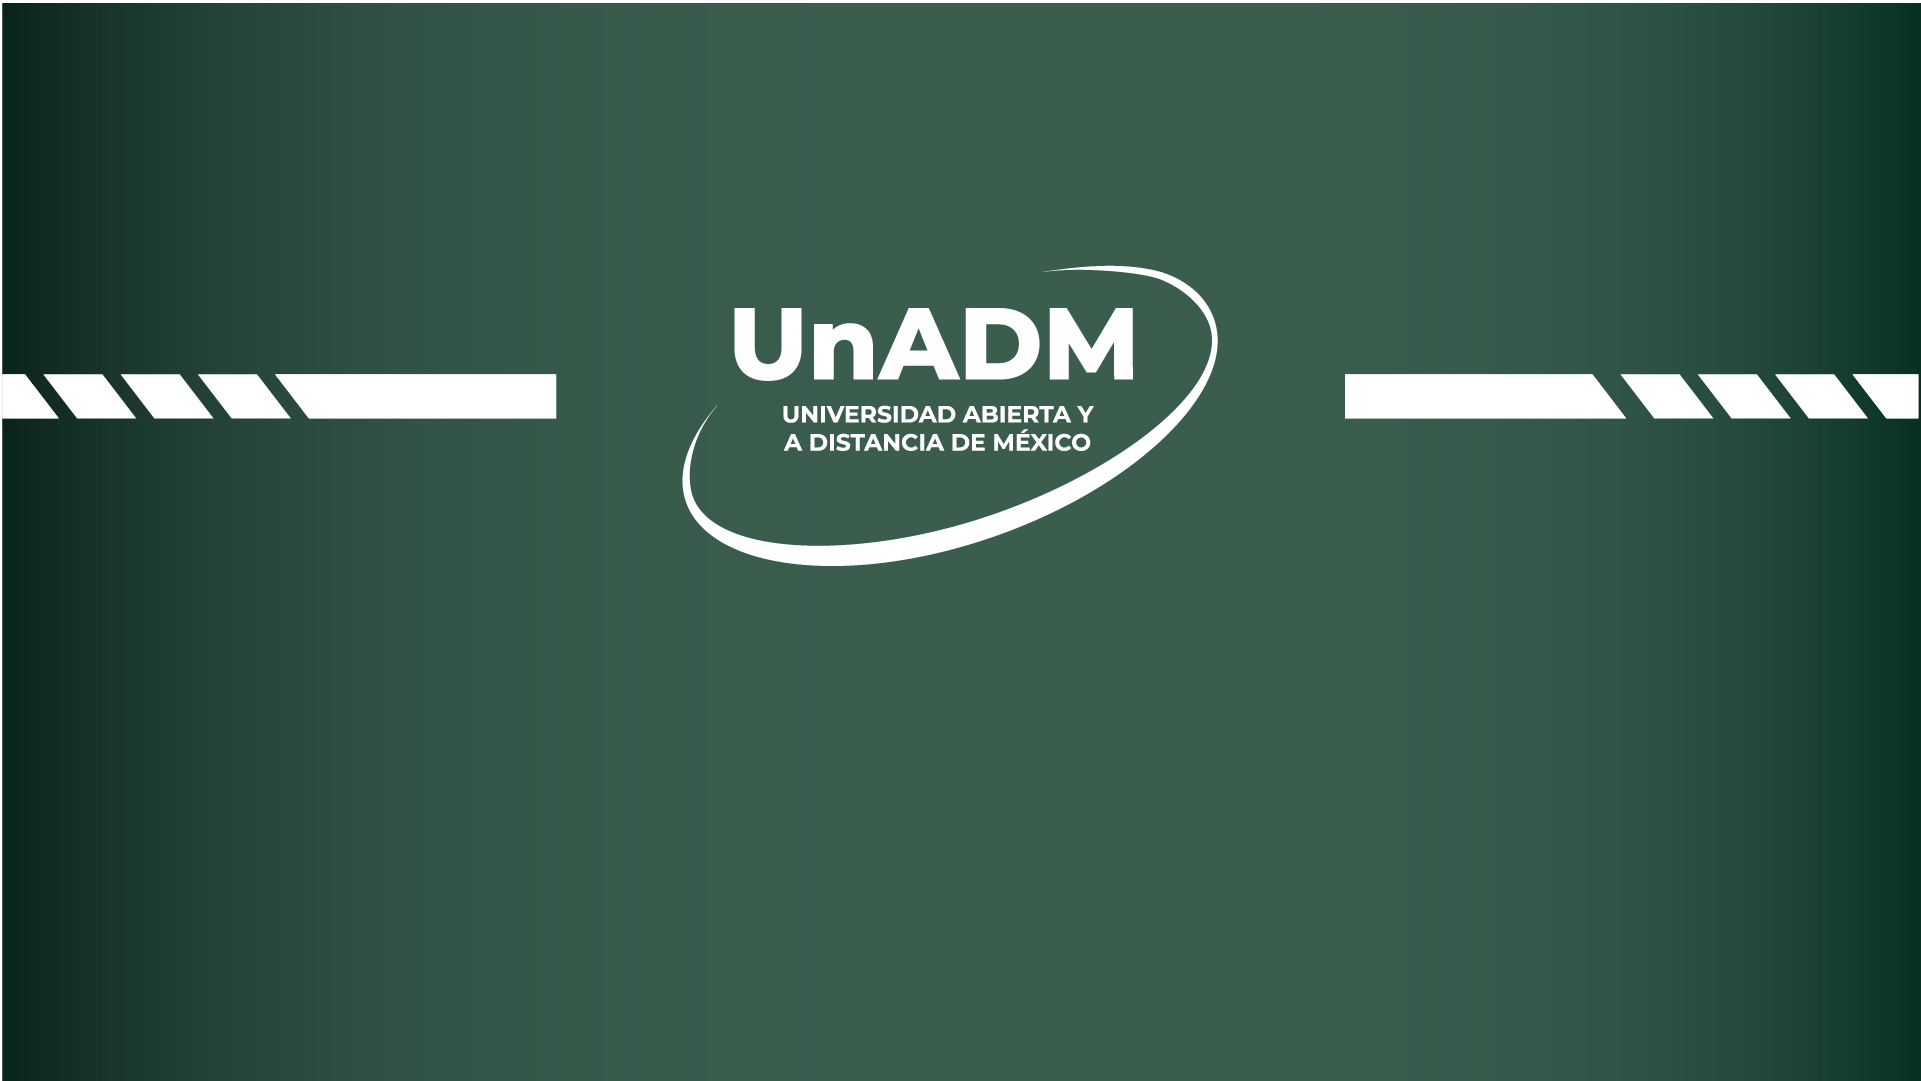 UnADM
UNIVERSIDAD ABIERTA Y
A DISTANCIA DE MÉXICO